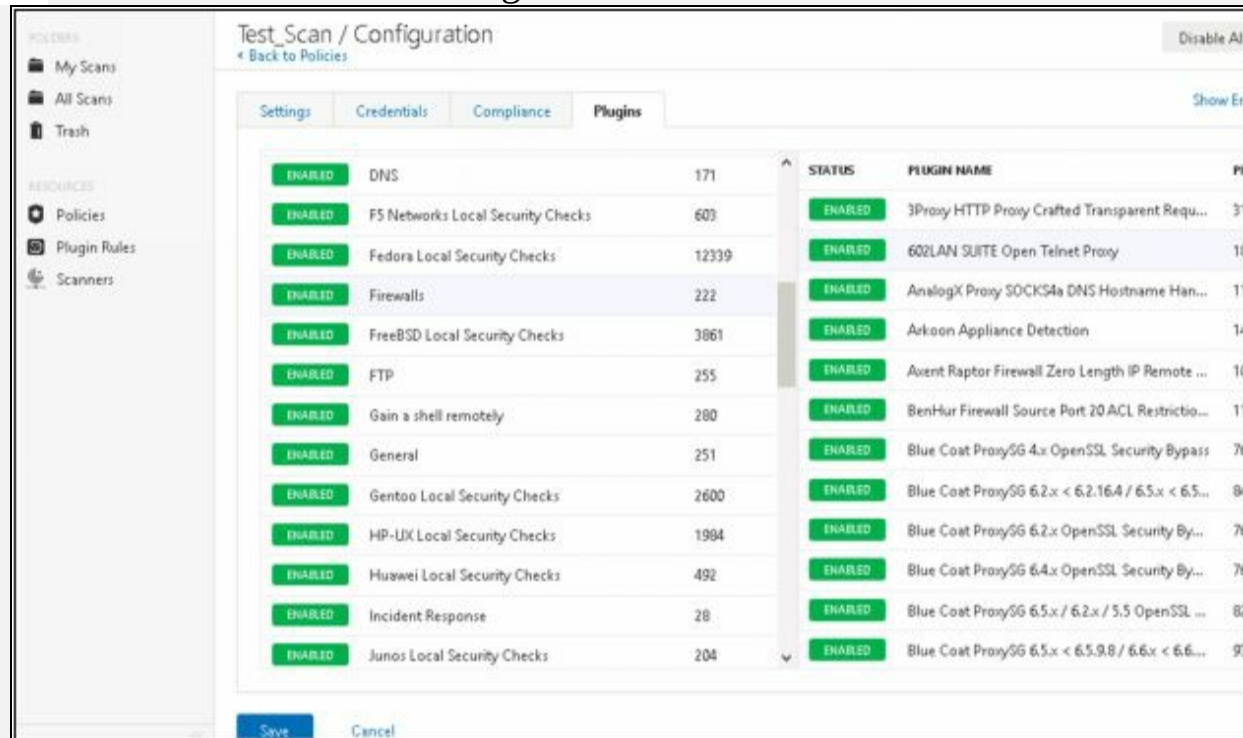 FOLDERS
My Scans
All Scans
Trash
RESOURCES
Policies
Plugin Rules
Scanners
Test_Scan / Configuration
Back to Policies
Disable Al
Settings Credentials Compliance Plugins
Show En
ENABLED DNS 171
ENABLED F5 Networks Local Security Checks 603
ENABLED Fedora Local Security Checks 12339
ENABLED Firewalls 222
ENABLED FreeBSD Local Security Checks 3861
ENABLED FTP 255
ENABLED Gain a shell remotely 280
ENABLED General 251
ENABLED Gentoo Local Security Checks 2600
ENABLED HP-UX Local Security Checks 1984
ENABLED Huawei Local Security Checks 492
ENABLED Incident Response 28
ENABLED Junos Local Security Checks 204
STATUS PLUGIN NAME
ENABLED 3Proxy HTTP Proxy Crafted Transparent Requ...
ENABLED 602LAN SUITE Open Telnet Proxy
ENABLED AnalogX Proxy SOCKS4a DNS Hostname Han...
ENABLED Arkoon Appliance Detection
ENABLED Axent Raptor Firewall Zero Length IP Remote ...
ENABLED BenHur Firewall Source Port 20 ACL Restrictio...
ENABLED Blue Coat ProxySG 4.x OpenSSL Security Bypass
ENABLED Blue Coat ProxySG 6.2.x < 6.2.16.4 / 6.5.x < 6.5...
ENABLED Blue Coat ProxySG 6.2.x OpenSSL Security By...
ENABLED Blue Coat ProxySG 6.4.x OpenSSL Security By...
ENABLED Blue Coat ProxySG 6.5.x / 6.2.x / 5.5 OpenSSL ...
ENABLED Blue Coat ProxySG 6.5.x < 6.5.9.8 / 6.6.x < 6.6....
Save Cancel